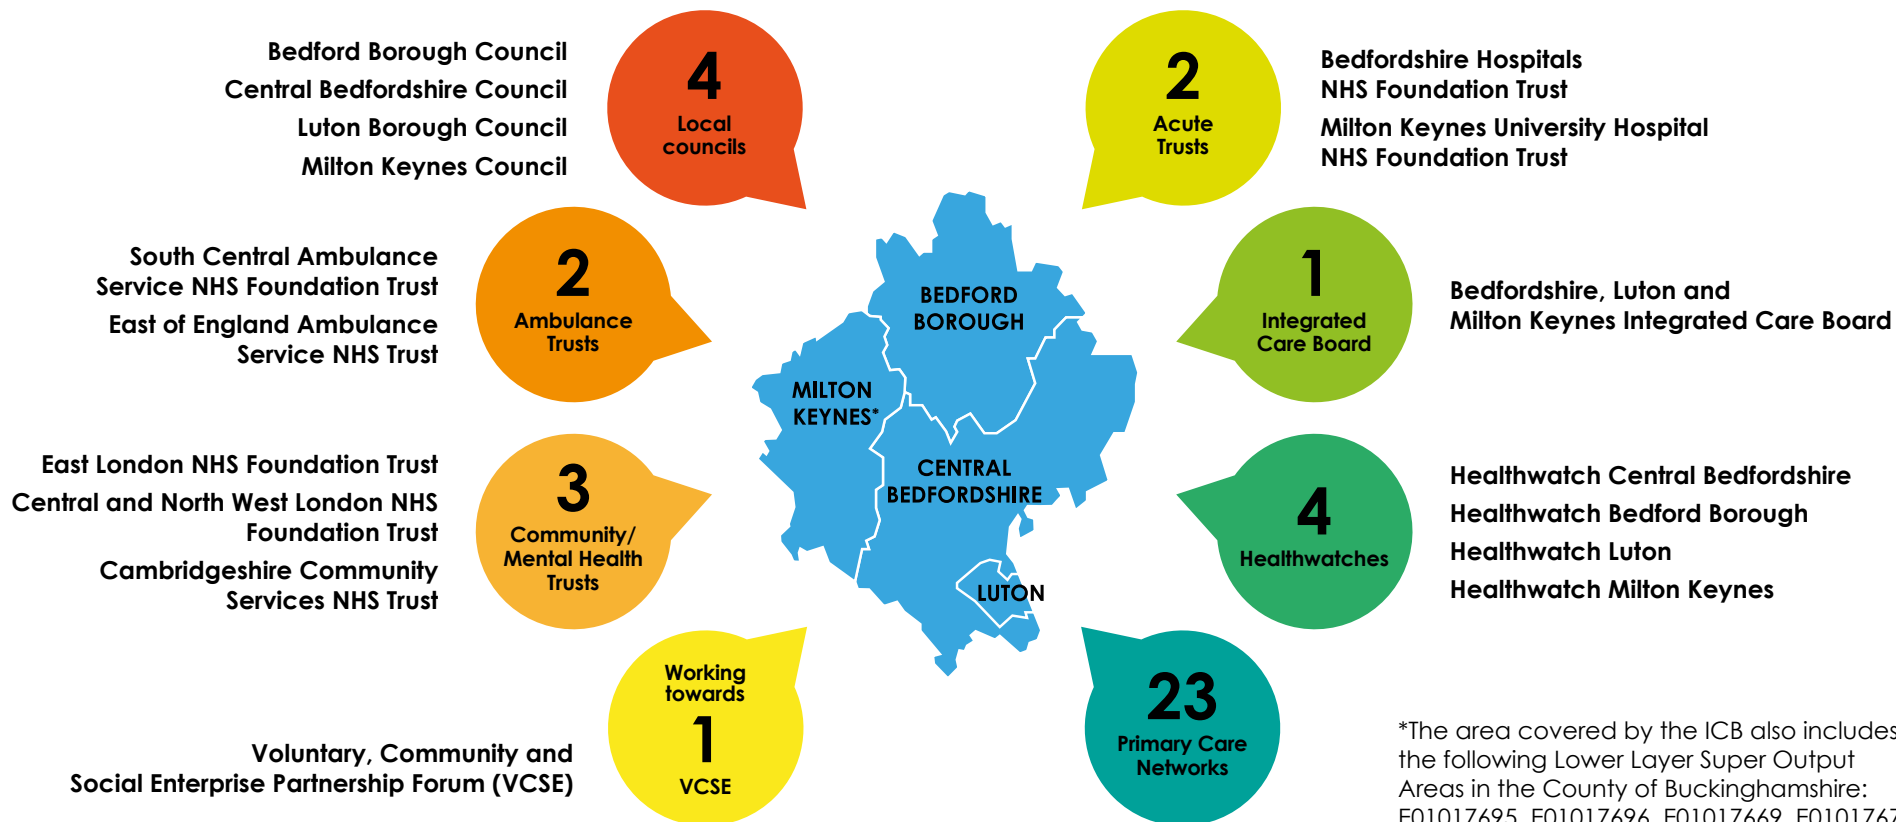 Bedford Borough Council
Central Bedfordshire Council
Luton Borough Council
Milton Keynes Council
4
Local
councils
2
Acute
Trusts
Bedfordshire Hospitals
NHS Foundation Trust
Milton Keynes University Hospital
NHS Foundation Trust
South Central Ambulance
Service NHS Foundation Trust
East of England Ambulance
Service NHS Trust
2
Ambulance
Trusts
1
Integrated
Care Board
Bedfordshire, Luton and
Milton Keynes Integrated Care Board
BEDFORD
BOROUGH
MILTON
KEYNES*
CENTRAL
BEDFORDSHIRE
LUTON
East London NHS Foundation Trust
Central and North West London NHS
Foundation Trust
Cambridgeshire Community
Services NHS Trust
3
Community/
Mental Health
Trusts
4
Healthwatches
Healthwatch Central Bedfordshire
Healthwatch Bedford Borough
Healthwatch Luton
Healthwatch Milton Keynes
Voluntary, Community and
Social Enterprise Partnership Forum (VCSE)
Working
towards
1
VCSE
23
Primary Care
Networks
*The area covered by the ICB also includes
the following Lower Layer Super Output
Areas in the County of Buckinghamshire:
E01017695, E01017696, E01017669,